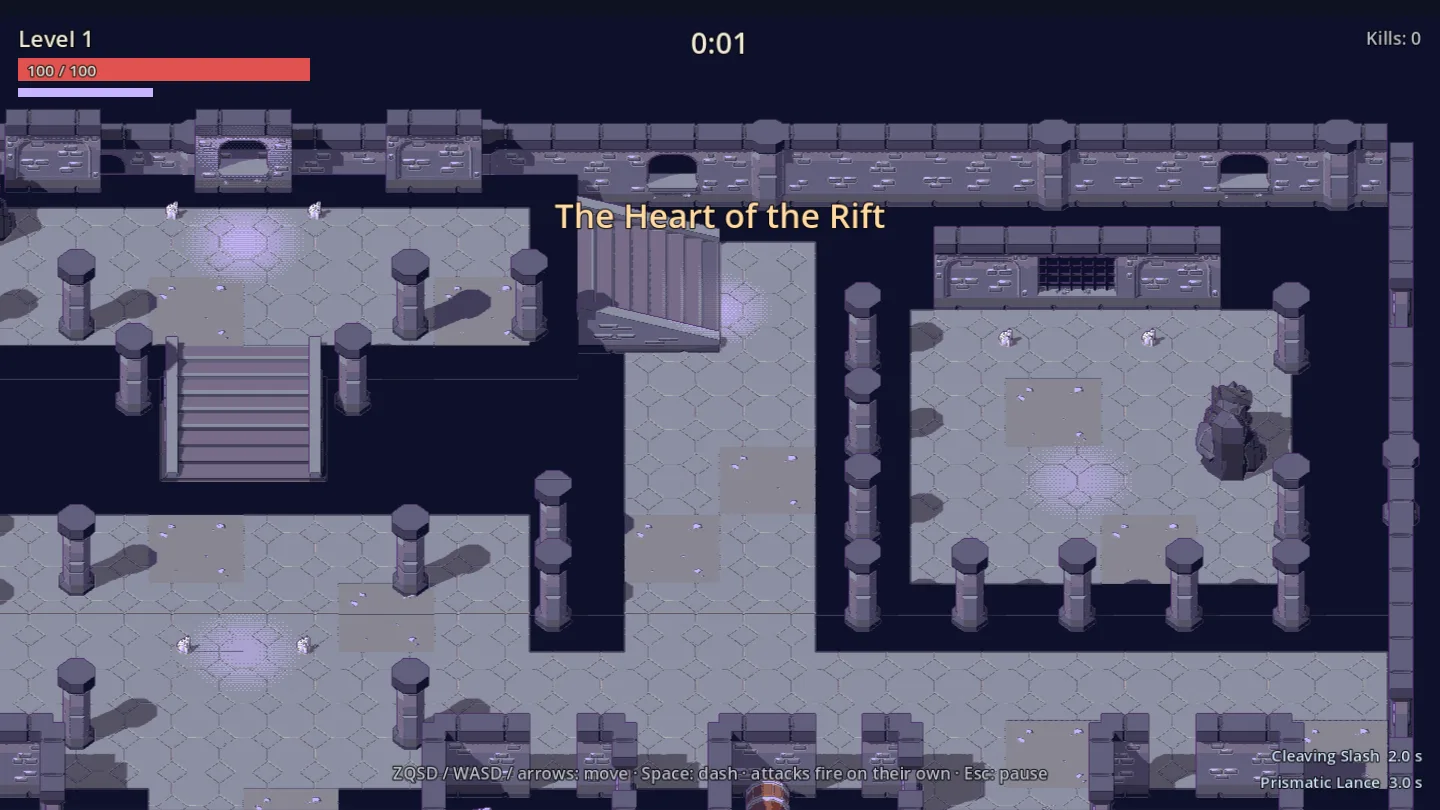 Level 1
0:01
Kills: 0
100 / 100
The Heart of the Rift
Cleaving Slash 2.0 s
ZQSD / WASD / arrows: move · Space: dash · attacks fire on their own · Esc: pause
Prismatic Lance 3.0 s